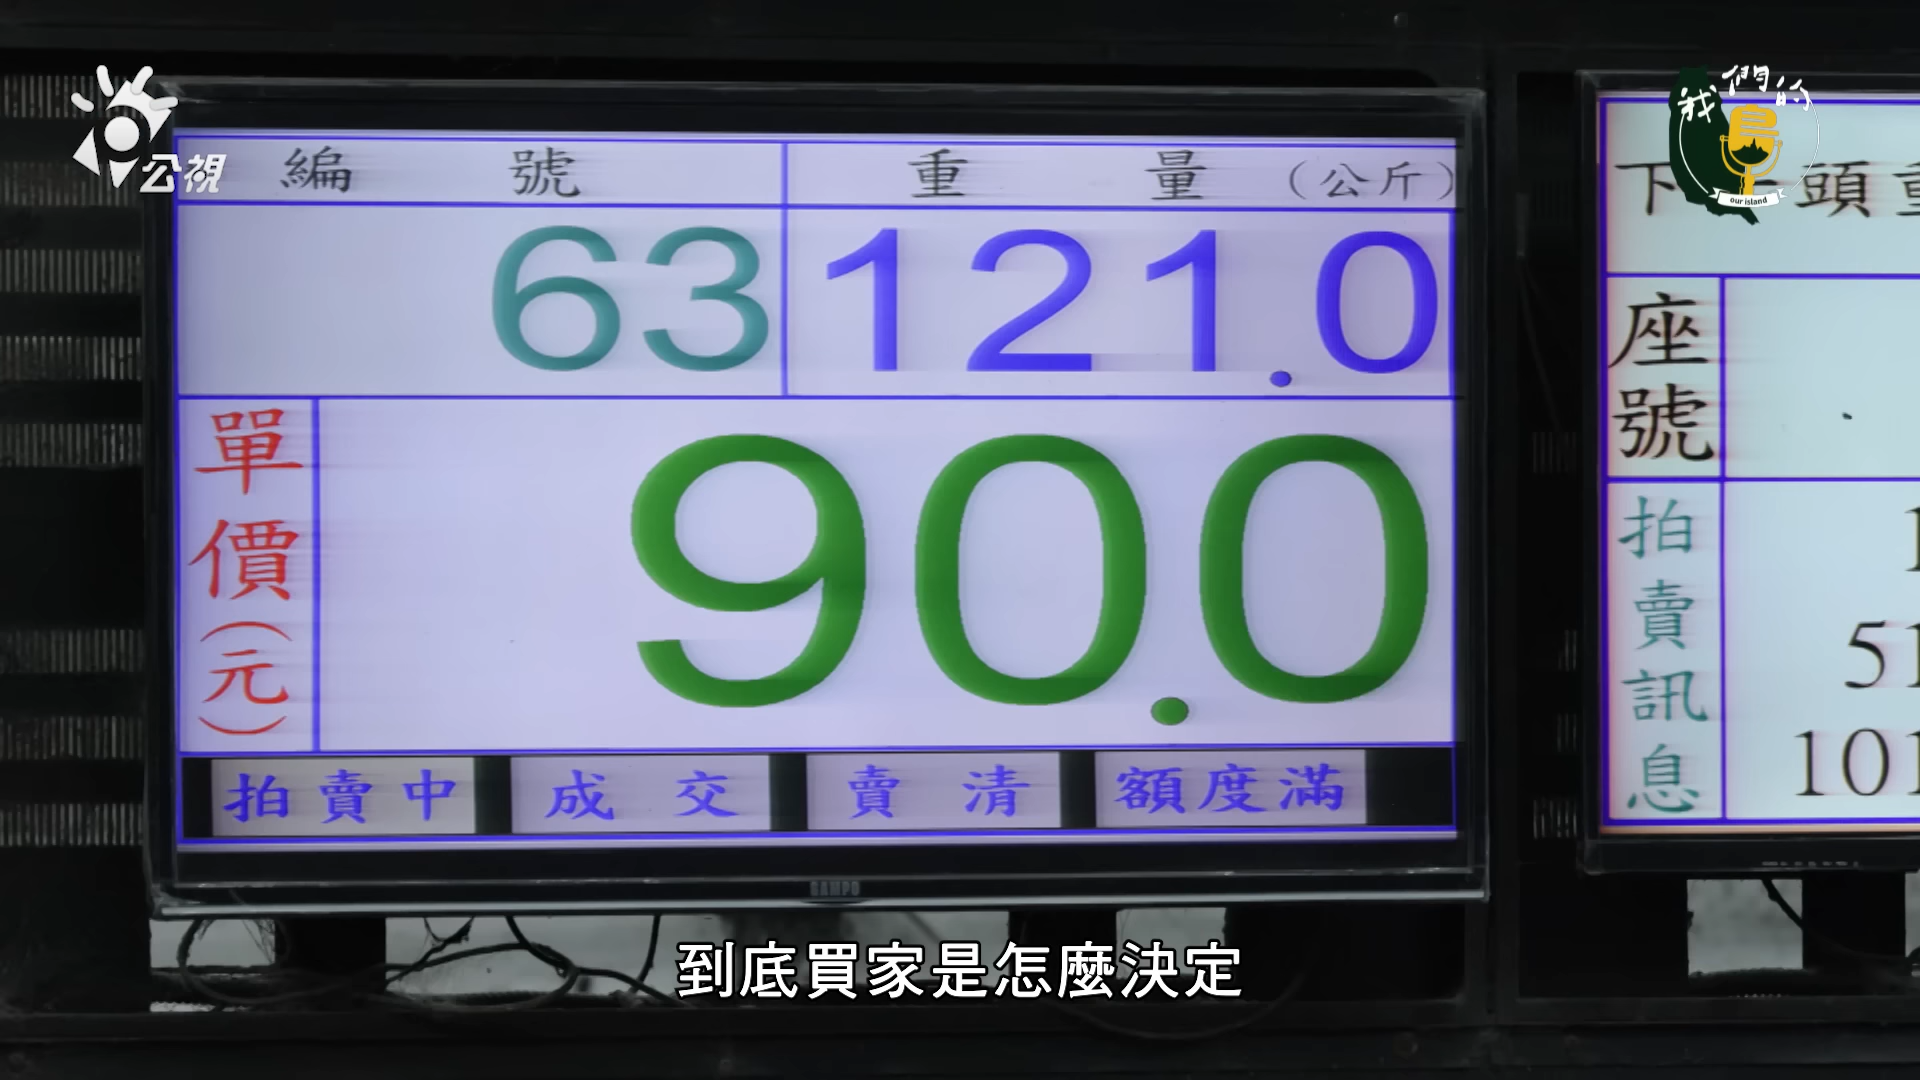 公視
我們的島
our island
編號 重量（公斤）
63 121.0
單價（元）
90.0
拍賣中 成交 賣清 額度滿
SAMPO
頭
座號
拍賣訊息
到底買家是怎麼決定